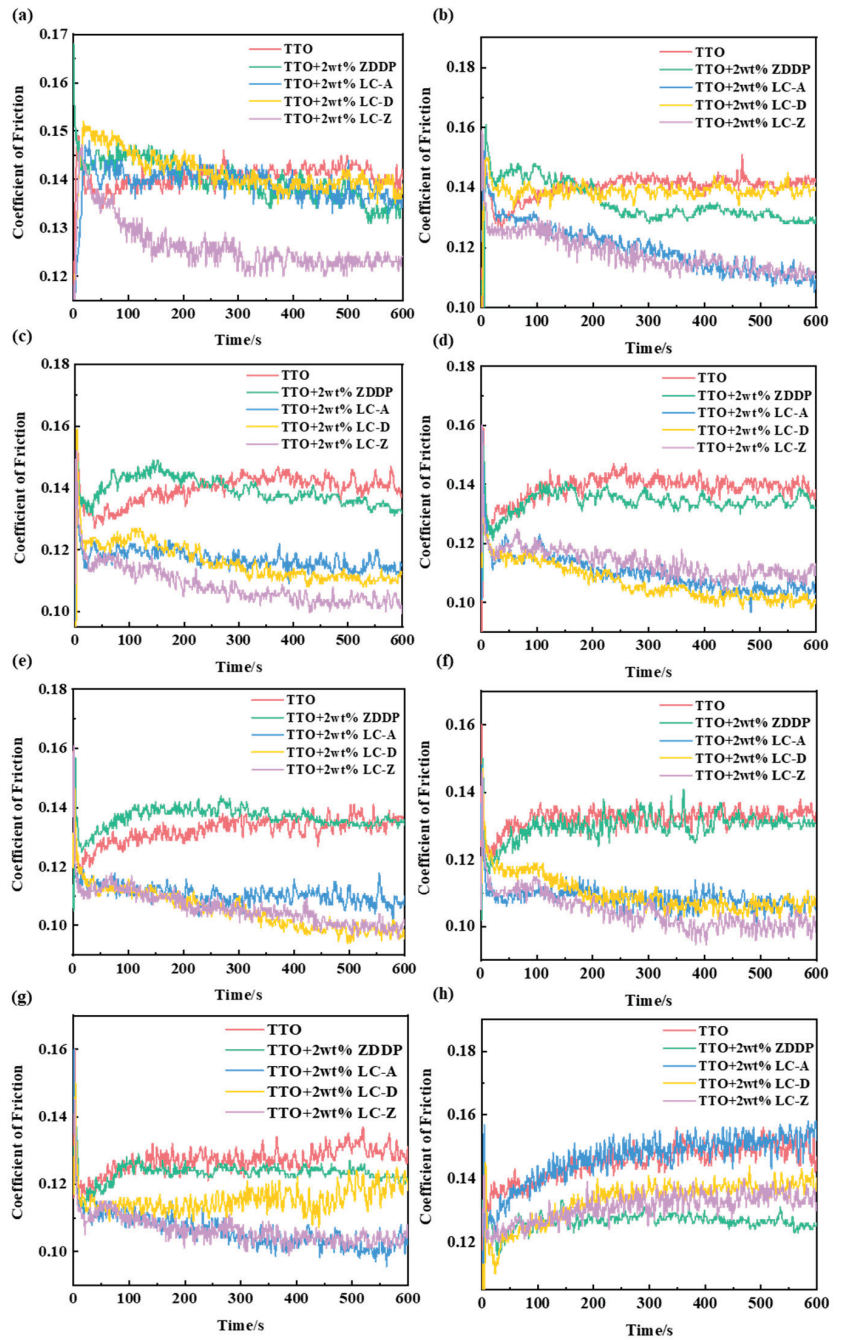 (a)
Coefficient of Friction
0.17
0.16
0.15
0.14
0.13
0.12
TTO
TTO+2wt% ZDDP
TTO+2wt% LC-A
TTO+2wt% LC-D
TTO+2wt% LC-Z
0 100 200 300 400 500 600
Time/s
(b)
Coefficient of Friction
0.18
0.16
0.14
0.12
0.10
TTO
TTO+2wt% ZDDP
TTO+2wt% LC-A
TTO+2wt% LC-D
TTO+2wt% LC-Z
0 100 200 300 400 500 600
Time/s
(c)
Coefficient of Friction
0.18
0.16
0.14
0.12
0.10
TTO
TTO+2wt% ZDDP
TTO+2wt% LC-A
TTO+2wt% LC-D
TTO+2wt% LC-Z
0 100 200 300 400 500 600
Time/s
(d)
Coefficient of Friction
0.18
0.16
0.14
0.12
0.10
TTO
TTO+2wt% ZDDP
TTO+2wt% LC-A
TTO+2wt% LC-D
TTO+2wt% LC-Z
0 100 200 300 400 500 600
Time/s
(e)
Coefficient of Friction
0.18
0.16
0.14
0.12
0.10
TTO
TTO+2wt% ZDDP
TTO+2wt% LC-A
TTO+2wt% LC-D
TTO+2wt% LC-Z
0 100 200 300 400 500 600
Time/s
(f)
Coefficient of Friction
0.16
0.14
0.12
0.10
TTO
TTO+2wt% ZDDP
TTO+2wt% LC-A
TTO+2wt% LC-D
TTO+2wt% LC-Z
0 100 200 300 400 500 600
Time/s
(g)
Coefficient of Friction
0.16
0.14
0.12
0.10
TTO
TTO+2wt% ZDDP
TTO+2wt% LC-A
TTO+2wt% LC-D
TTO+2wt% LC-Z
0 100 200 300 400 500 600
Time/s
(h)
Coefficient of Friction
0.18
0.16
0.14
0.12
TTO
TTO+2wt% ZDDP
TTO+2wt% LC-A
TTO+2wt% LC-D
TTO+2wt% LC-Z
0 100 200 300 400 500 600
Time/s